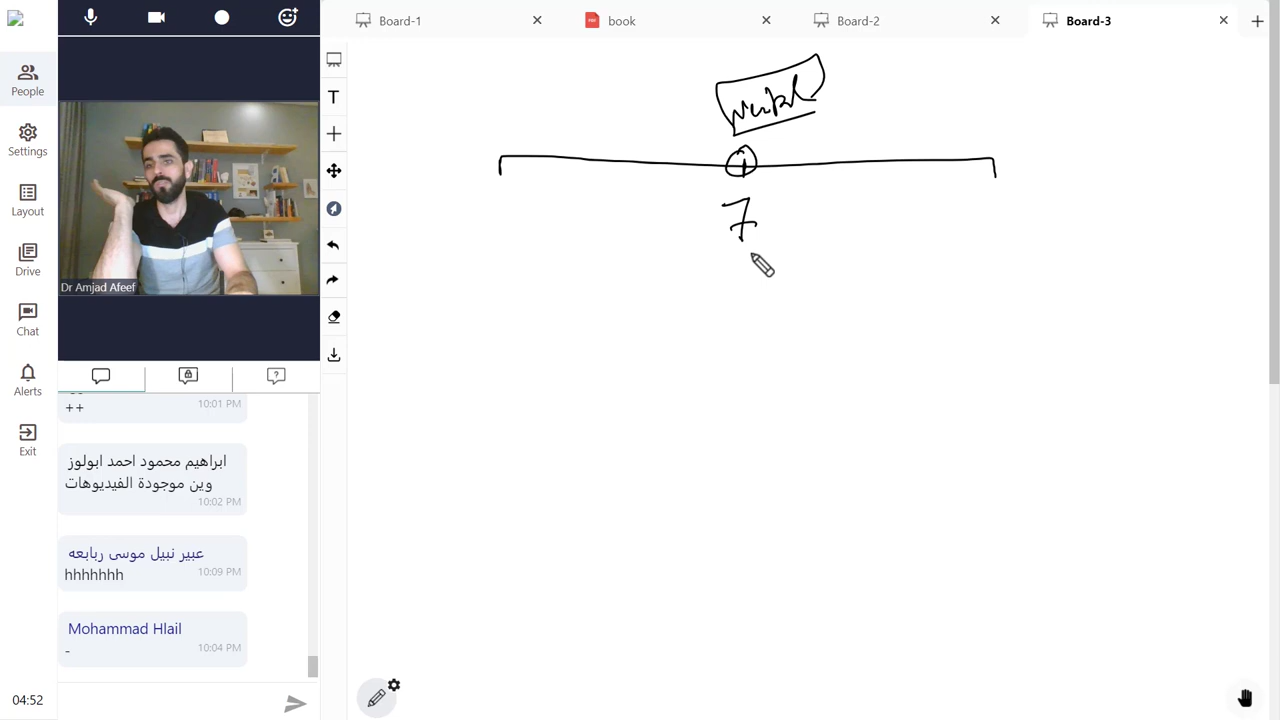 Board-1
book
Board-2
Board-3
People
Settings
Layout
Drive
Chat
Alerts
Exit
04:52
Dr Amjad Afeef
T
PDF
10:01 PM
++
ابراهيم محمود احمد ابولوز
وين موجودة الفيديوهات
10:02 PM
عبير نبيل موسى ربابعه
hhhhhhh
10:09 PM
Mohammad Hlail
-
10:04 PM
7